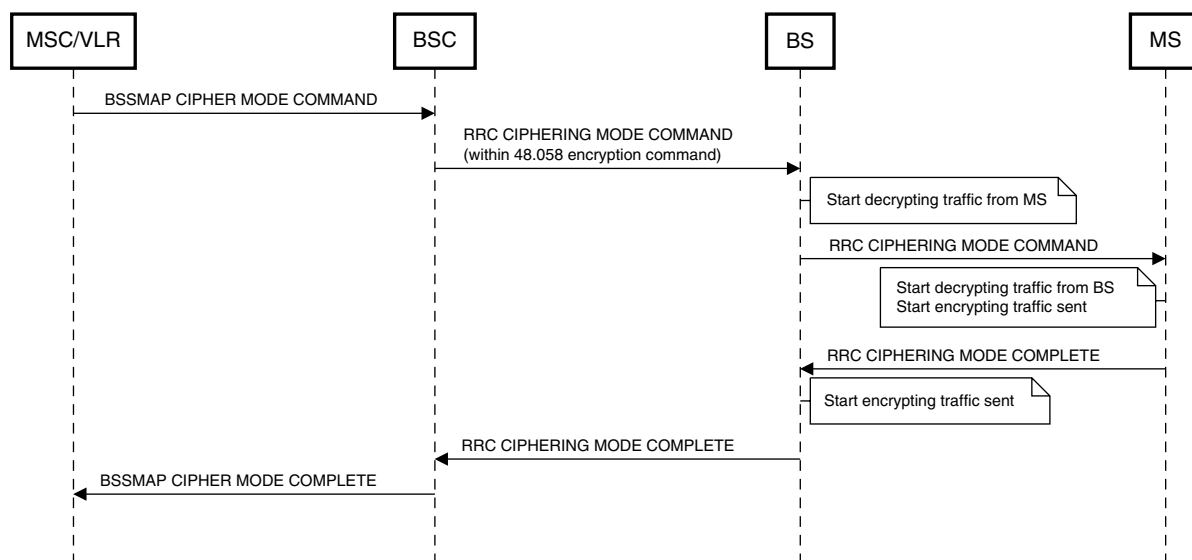 MSC/VLR
BSC
BS
MS
BSSMAP CIPHER MODE COMMAND
RRC CIPHERING MODE COMMAND
(within 48.058 encryption command)
Start decrypting traffic from MS
RRC CIPHERING MODE COMMAND
Start decrypting traffic from BS
Start encrypting traffic sent
RRC CIPHERING MODE COMPLETE
Start encrypting traffic sent
RRC CIPHERING MODE COMPLETE
BSSMAP CIPHER MODE COMPLETE